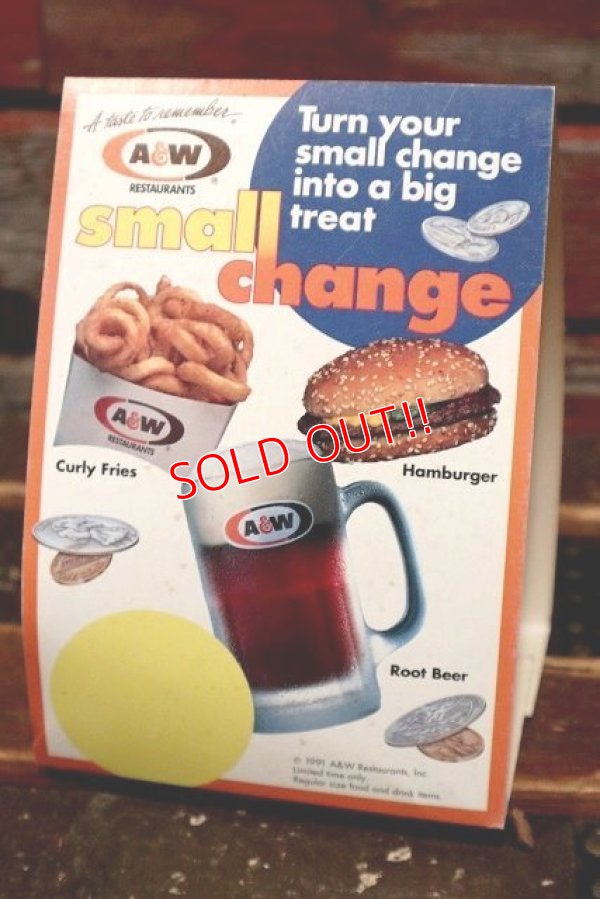 A taste to remember
A&W
RESTAURANTS
Turn your
small change
into a big
treat
small
change
A&W
RESTAURANTS
Curly Fries
Hamburger
SOLD OUT!!
A&W
Root Beer
© 1991 A&W Restaurants, Inc.
Limited time only.
Regular size food and drink items.